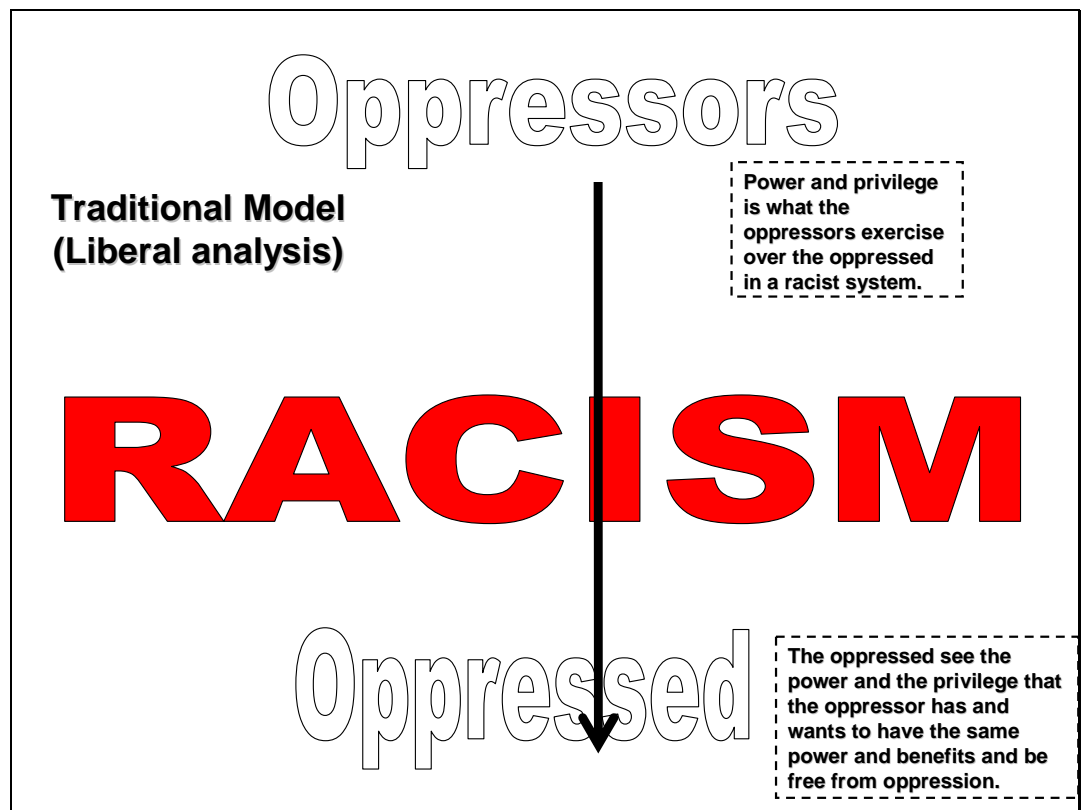 Oppressors
Traditional Model
(Liberal analysis)
Power and privilege
is what the
oppressors exercise
over the oppressed
in a racist system.
RACISM
Oppressed
The oppressed see the
power and the privilege that
the oppressor has and
wants to have the same
power and benefits and be
free from oppression.